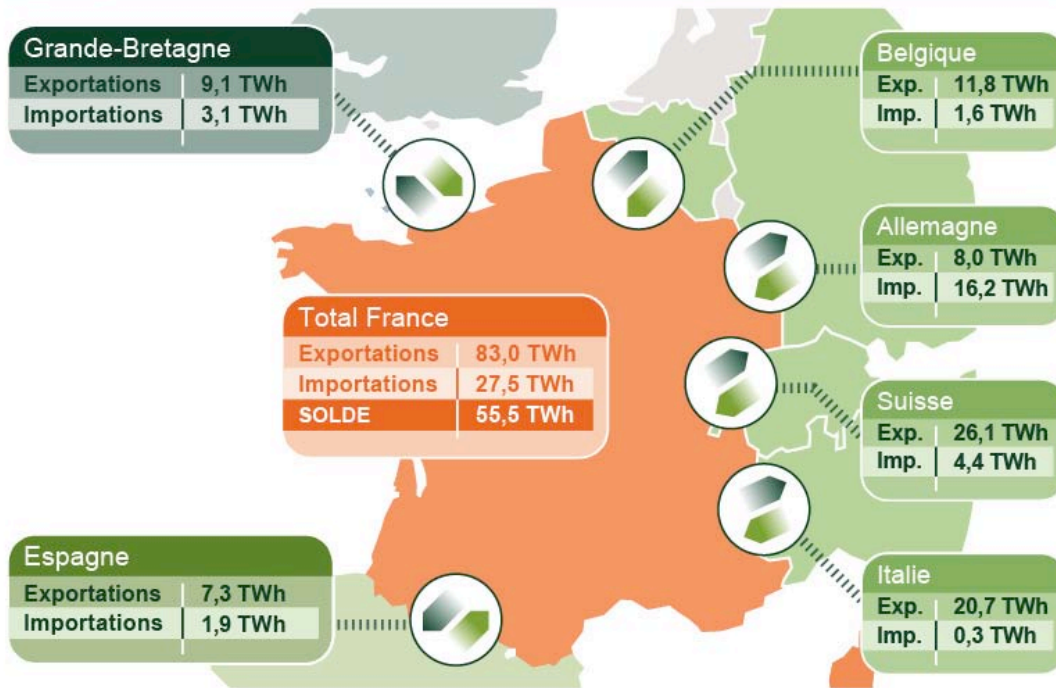 Grande-Bretagne
Exportations 9,1 TWh
Importations 3,1 TWh
Belgique
Exp. 11,8 TWh
Imp. 1,6 TWh
Allemagne
Exp. 8,0 TWh
Imp. 16,2 TWh
Total France
Exportations 83,0 TWh
Importations 27,5 TWh
SOLDE 55,5 TWh
Suisse
Exp. 26,1 TWh
Imp. 4,4 TWh
Espagne
Exportations 7,3 TWh
Importations 1,9 TWh
Italie
Exp. 20,7 TWh
Imp. 0,3 TWh